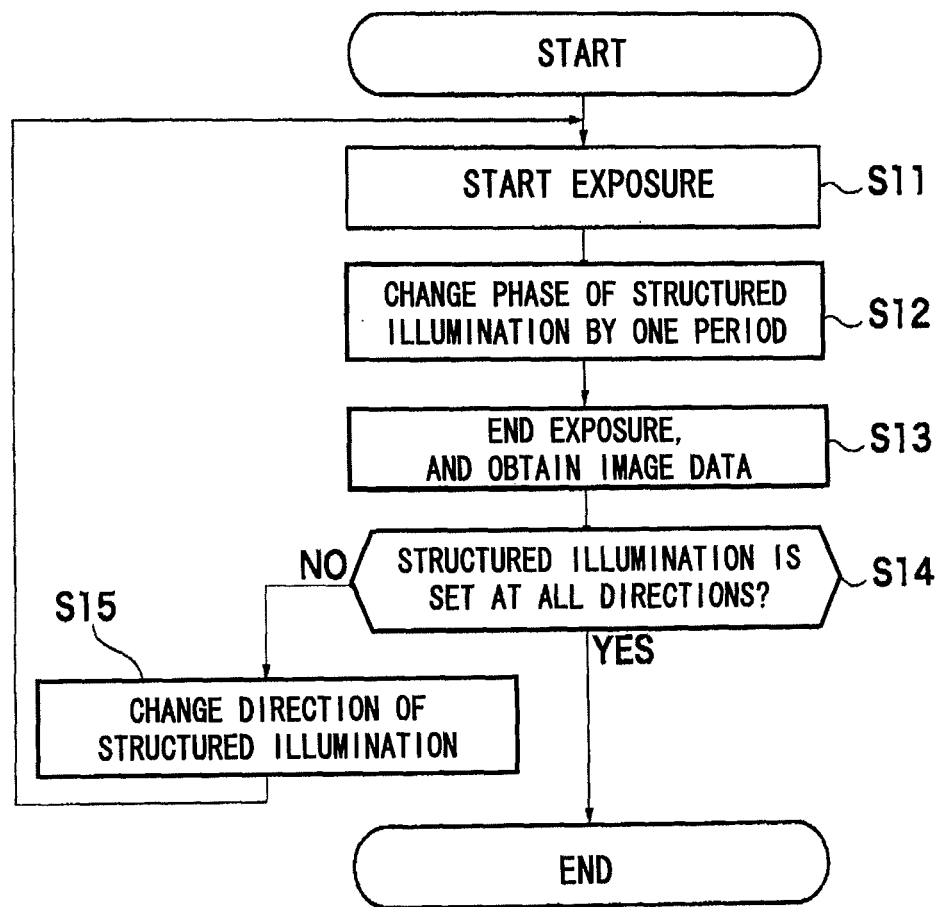 START
START EXPOSURE
S11
CHANGE PHASE OF STRUCTURED
ILLUMINATION BY ONE PERIOD
S12
END EXPOSURE,
AND OBTAIN IMAGE DATA
S13
STRUCTURED ILLUMINATION IS
SET AT ALL DIRECTIONS?
S14
NO
YES
S15
CHANGE DIRECTION OF
STRUCTURED ILLUMINATION
END